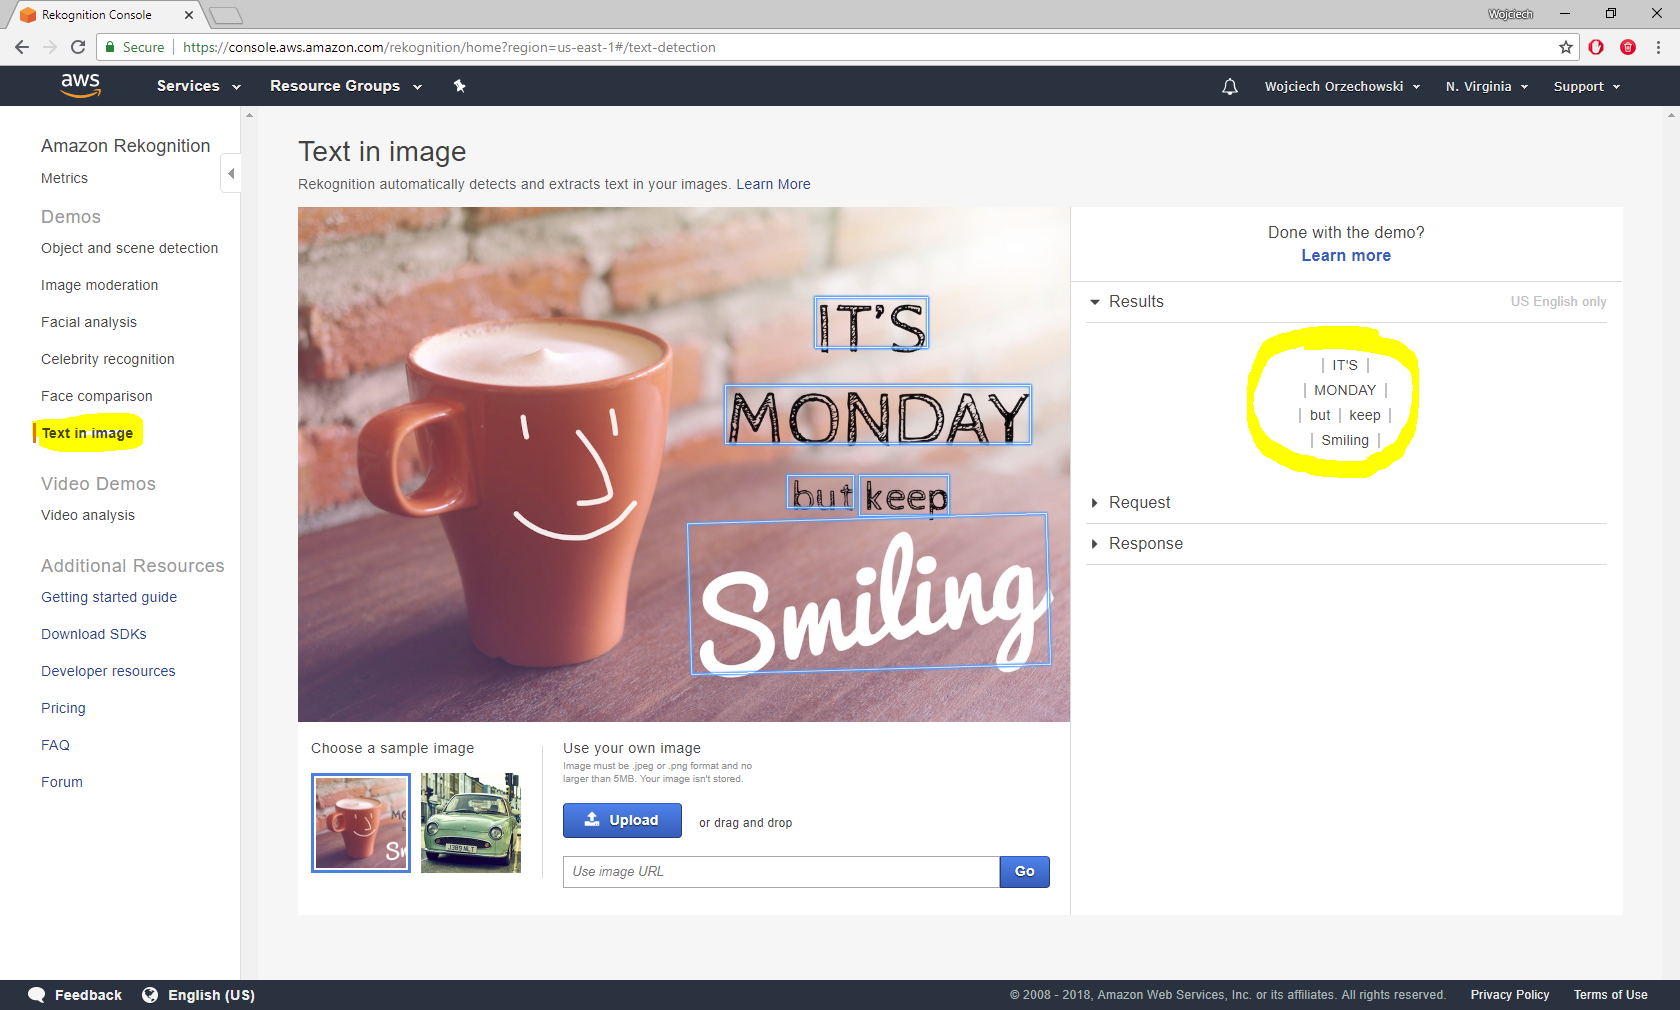 Rekognition Console
Wojciech
Secure | https://console.aws.amazon.com/rekognition/home?region=us-east-1#/text-detection
aws Services Resource Groups Wojciech Orzechowski N. Virginia Support
Amazon Rekognition
Metrics
Demos
Object and scene detection
Image moderation
Facial analysis
Celebrity recognition
Face comparison
Text in image
Video Demos
Video analysis
Additional Resources
Getting started guide
Download SDKs
Developer resources
Pricing
FAQ
Forum
Text in image
Rekognition automatically detects and extracts text in your images. Learn More
IT'S
MONDAY
but keep
Smiling
Choose a sample image
MO
Sm
J389 NLT
Use your own image
Image must be .jpeg or .png format and no
larger than 5MB. Your image isn't stored.
Upload or drag and drop
Use image URL Go
Done with the demo?
Learn more
Results US English only
| IT'S |
| MONDAY |
| but | keep |
| Smiling |
Request
Response
Feedback English (US) © 2008 - 2018, Amazon Web Services, Inc. or its affiliates. All rights reserved. Privacy Policy Terms of Use